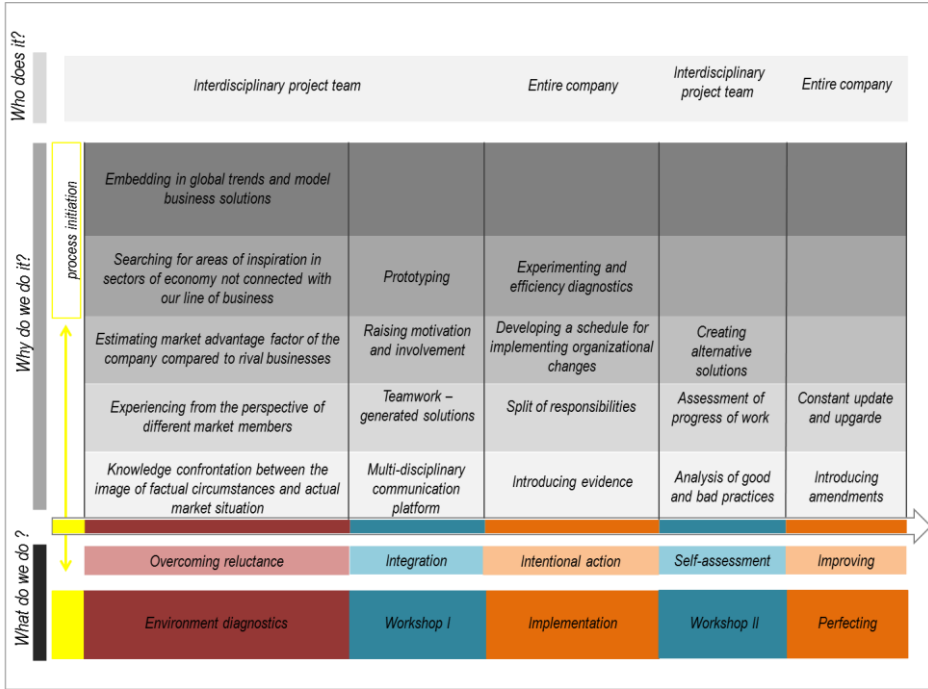 Who does it?
Interdisciplinary project team
Entire company
Interdisciplinary
project team
Entire company
Why do we do it?
process initiation
Embedding in global trends and model
business solutions
Searching for areas of inspiration in
sectors of economy not connected with
our line of business
Prototyping
Experimenting and
efficiency diagnostics
Estimating market advantage factor of the
company compared to rival businesses
Raising motivation
and involvement
Developing a schedule for
implementing organizational
changes
Creating
alternative
solutions
Experiencing from the perspective of
different market members
Teamwork –
generated solutions
Split of responsibilities
Assessment of
progress of work
Constant update
and upgarde
Knowledge confrontation between the
image of factual circumstances and actual
market situation
Multi-disciplinary
communication
platform
Introducing evidence
Analysis of good
and bad practices
Introducing
amendments
What do we do ?
Overcoming reluctance
Integration
Intentional action
Self-assessment
Improving
Environment diagnostics
Workshop I
Implementation
Workshop II
Perfecting